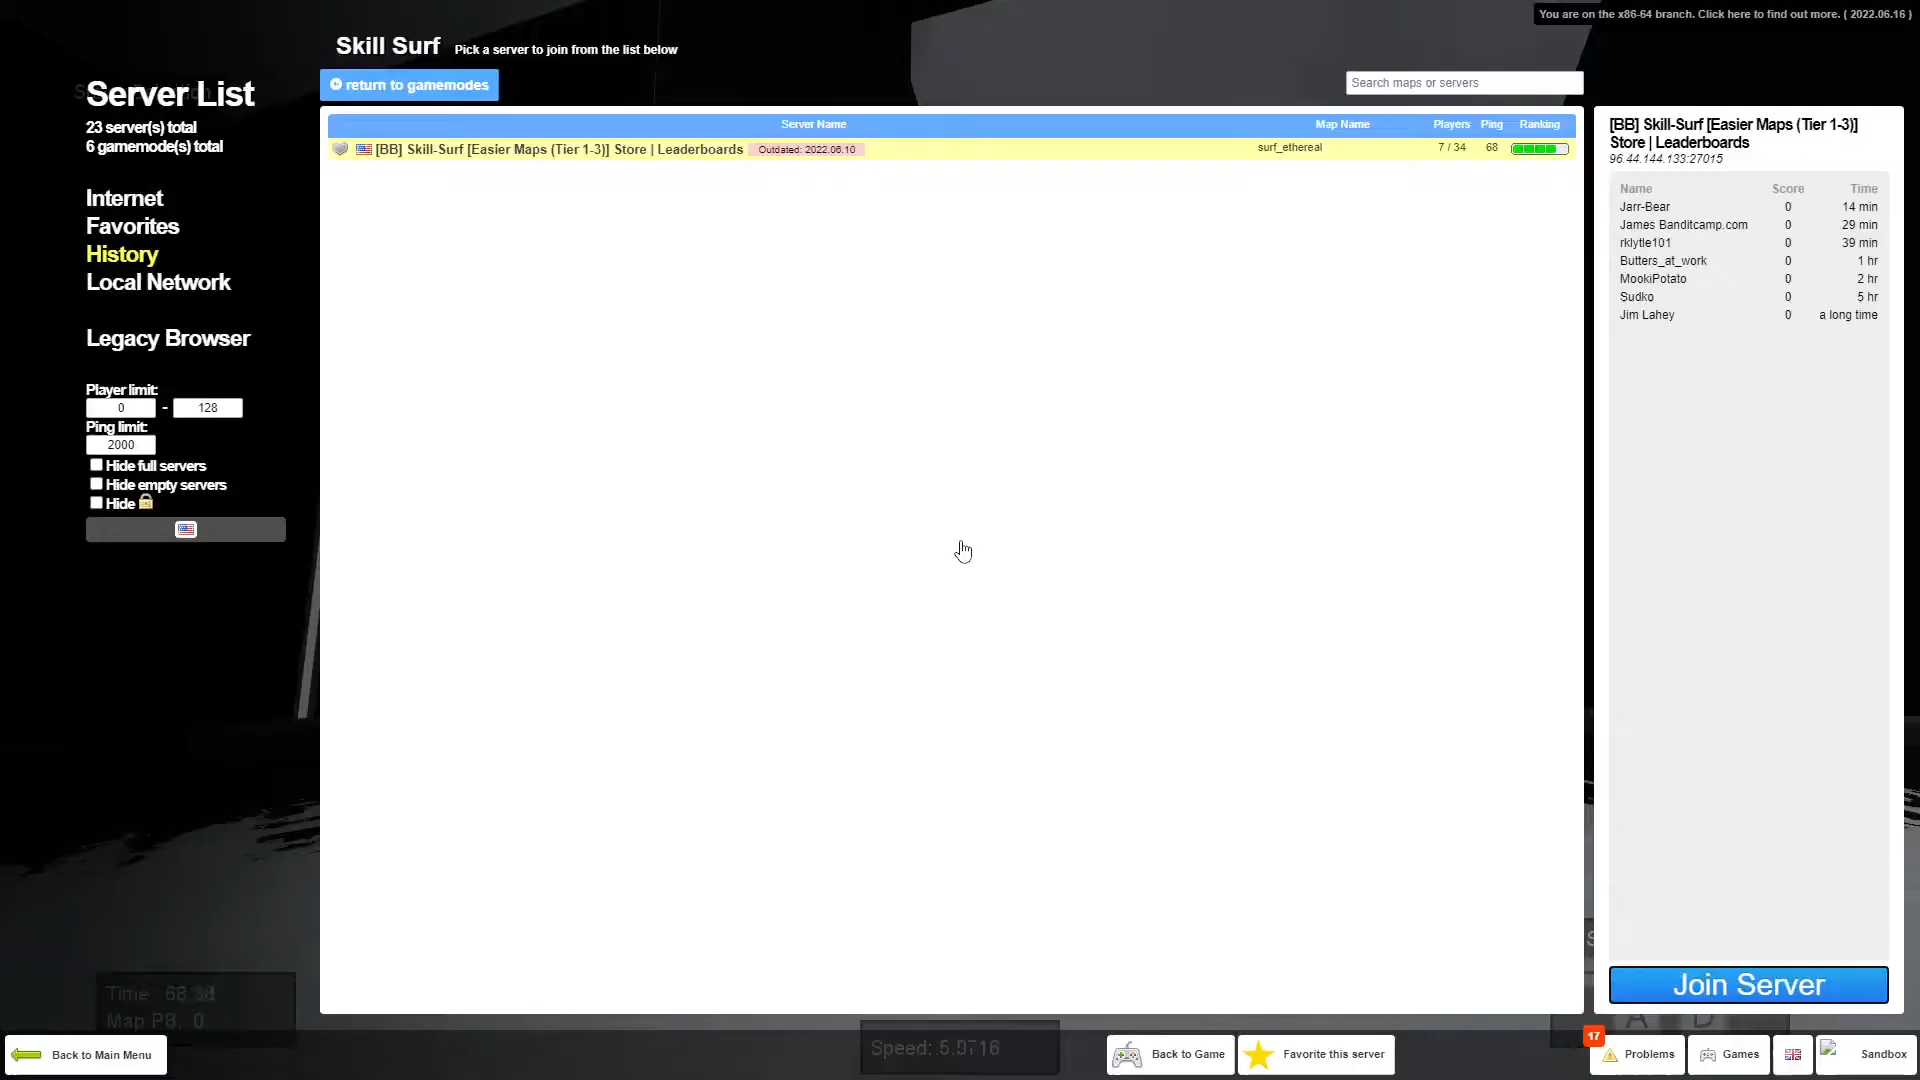 You are on the x86-64 branch. Click here to find out more. ( 2022.06.16 )
Skill Surf Pick a server to join from the list below
Server List
23 server(s) total
6 gamemode(s) total
return to gamemodes
Search maps or servers
Internet
Favorites
History
Local Network
Legacy Browser
Player limit:
0 - 128
Ping limit:
2000
Hide full servers
Hide empty servers
Hide
Server Name Map Name Players Ping Ranking
[BB] Skill-Surf [Easier Maps (Tier 1-3)] Store | Leaderboards Outdated: 2022.06.10 surf_ethereal 7 / 34 68
[BB] Skill-Surf [Easier Maps (Tier 1-3)]
Store | Leaderboards
96.44.144.133:27015
Name Score Time
Jarr-Bear 0 14 min
James Banditcamp.com 0 29 min
rklytle101 0 39 min
Butters_at_work 0 1 hr
MookiPotato 0 2 hr
Sudko 0 5 hr
Jim Lahey 0 a long time
Join Server
Time
Map PB: 0
Speed:
A D
Back to Main Menu
Back to Game
Favorite this server
17
Problems
Games
Sandbox